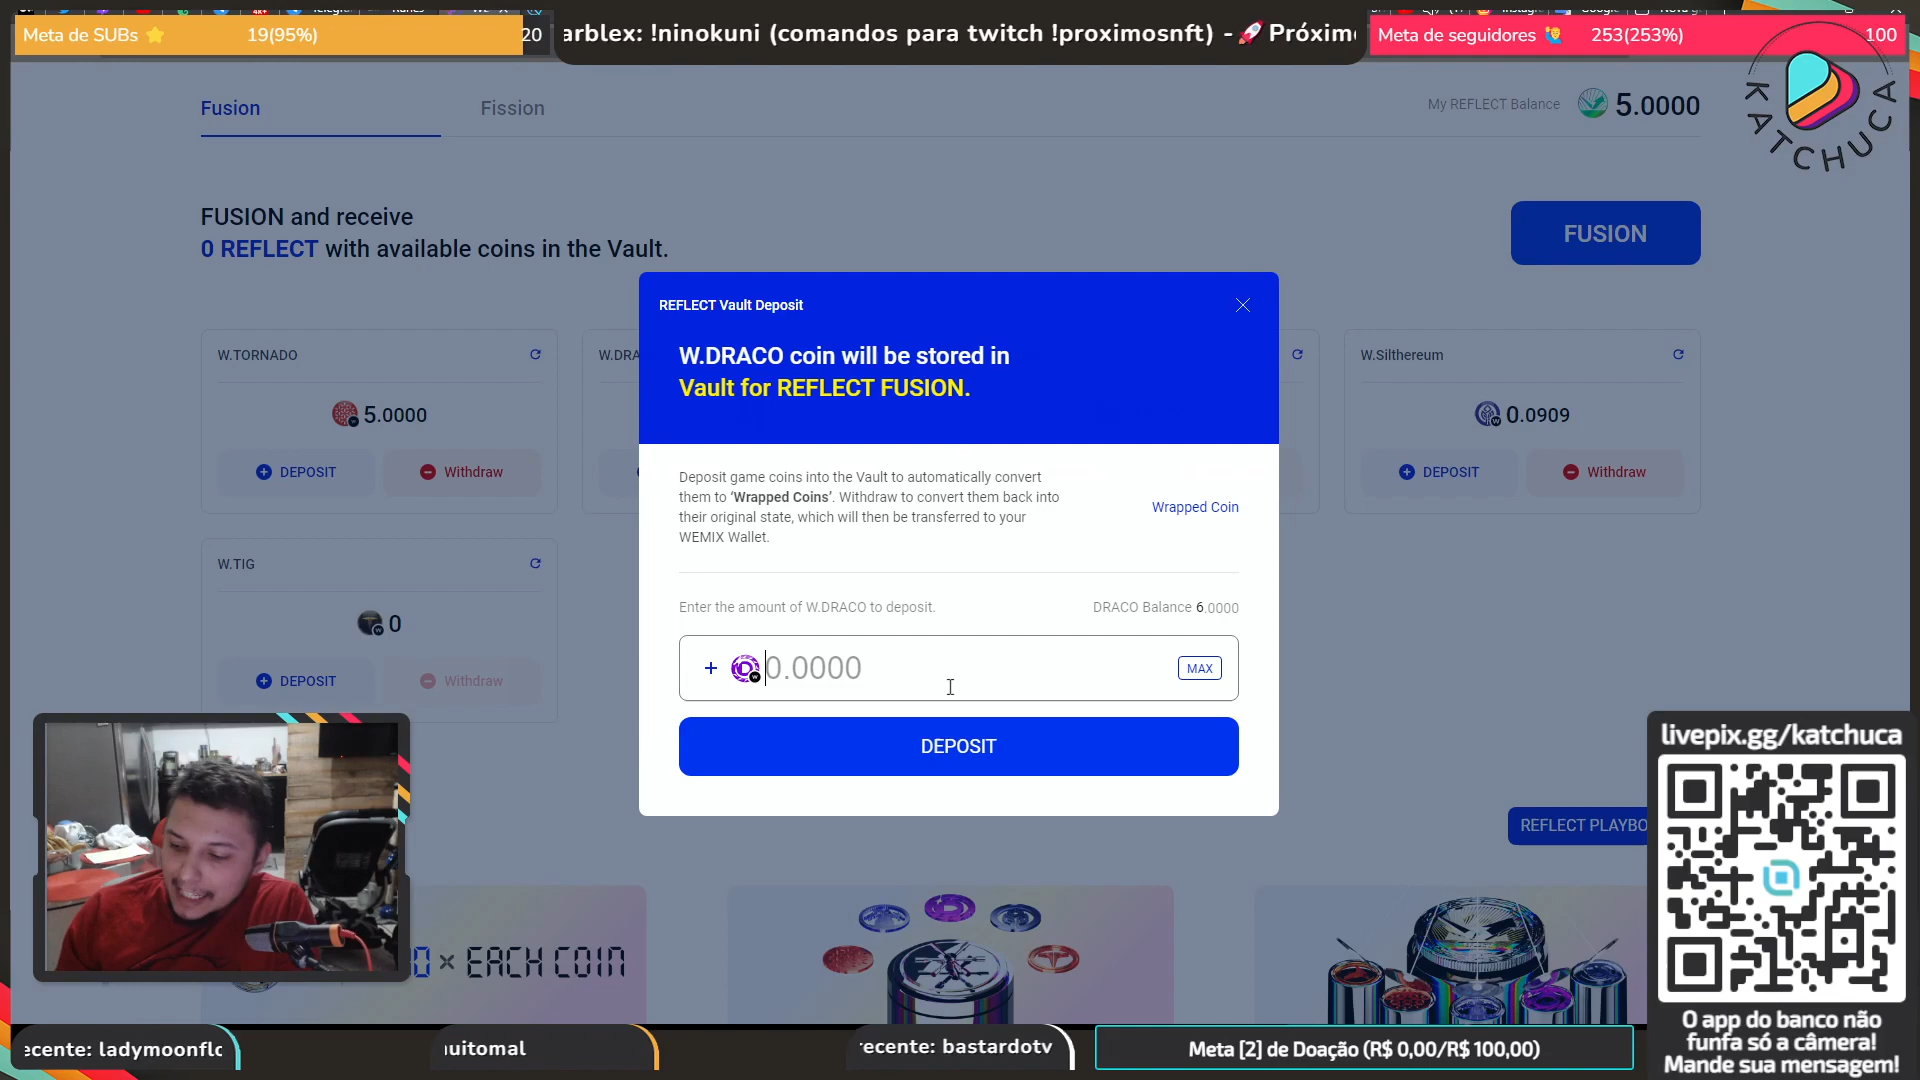 Meta de SUBs ⭐ 19(95%) 20
arblex: !ninokuni (comandos para twitch !proximosnft) -🚀 Próxim
Meta de seguidores 🙋‍♂️ 253(253%) 100
KATCHUCA
Fusion
Fission
My REFLECT Balance 5.0000
FUSION and receive
0 REFLECT with available coins in the Vault.
FUSION
W.TORNADO
5.0000
DEPOSIT
Withdraw
W.DRA
W.Silthereum
0.0909
DEPOSIT
Withdraw
W.TIG
0
DEPOSIT
Withdraw
REFLECT Vault Deposit
W.DRACO coin will be stored in
Vault for REFLECT FUSION.
Deposit game coins into the Vault to automatically convert
them to ‘Wrapped Coins’. Withdraw to convert them back into
their original state, which will then be transferred to your
WEMIX Wallet.
Wrapped Coin
Enter the amount of W.DRACO to deposit.
DRACO Balance 6.0000
+ 0.0000
MAX
DEPOSIT
REFLECT PLAYBO
0 × EACH COIN
livepix.gg/katchuca
O app do banco não
funfa só a câmera!
Mande sua mensagem!
ecente: ladymoonflo
uitomal
recente: bastardotv
Meta [2] de Doação (R$ 0,00/R$ 100,00)